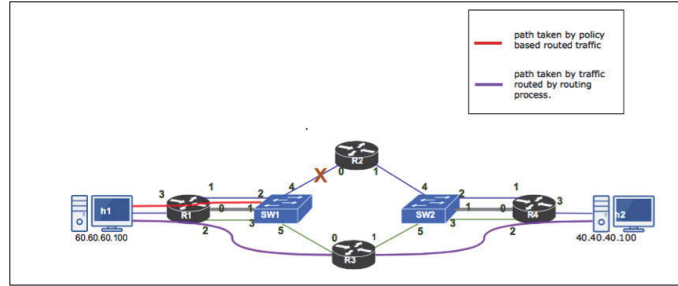 path taken by policy
based routed traffic
path taken by traffic
routed by routing
process.
R2
0
1
X
4
4
3
1
2
2
1
3
h1
R1
0
1
SW1
SW2
1
0
R4
h2
2
3
3
2
60.60.60.100
5
0
1
5
40.40.40.100
R3